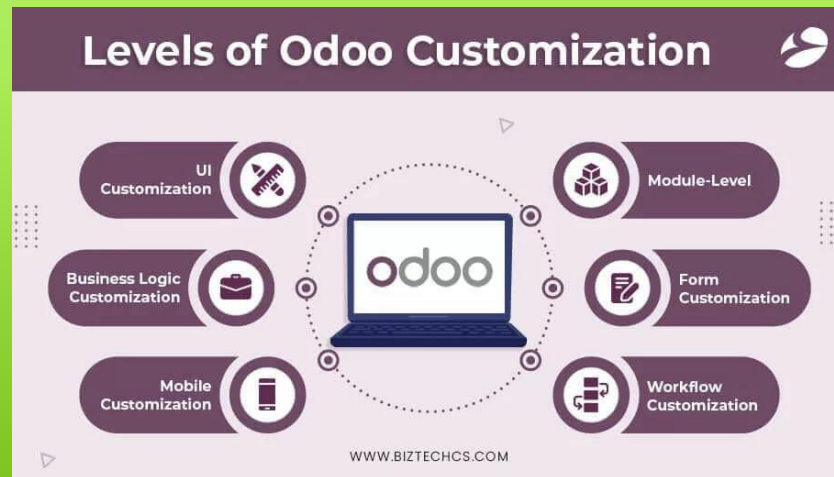 Levels of Odoo Customization
UI
Customization
Business Logic
Customization
Mobile
Customization
odoo
Module-Level
Form
Customization
Workflow
Customization
WWW.BIZTECHCS.COM